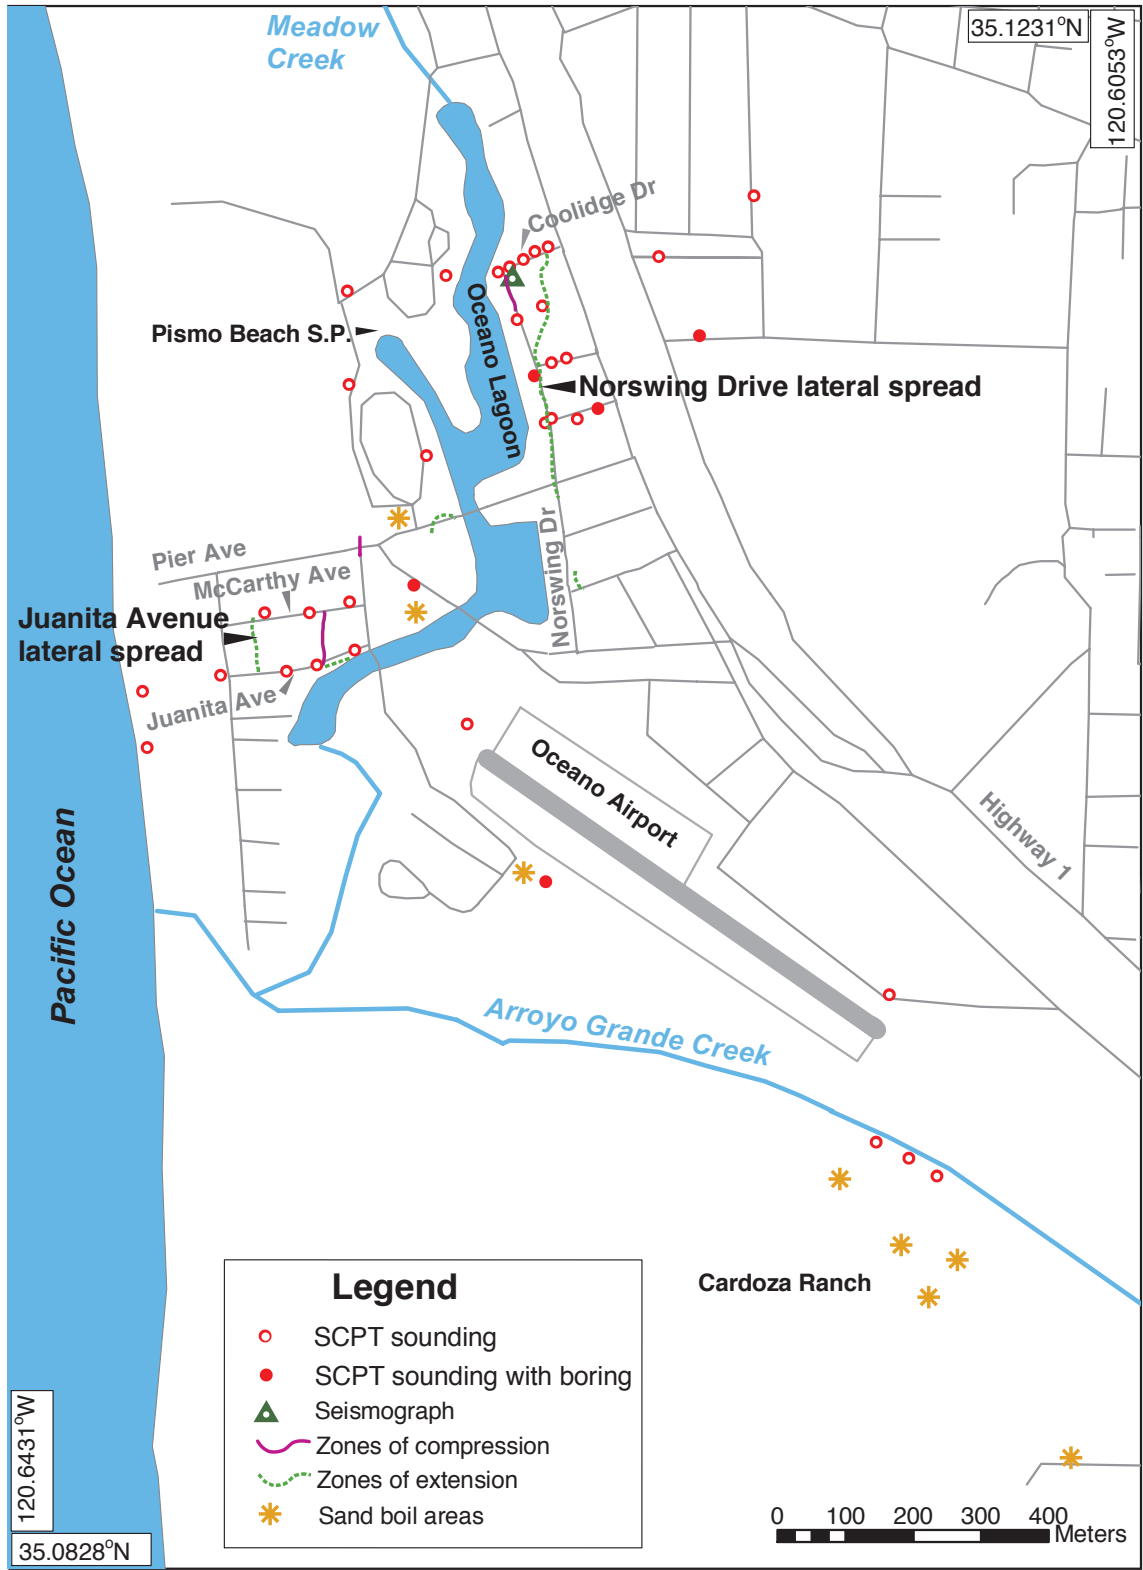 Meadow
Creek
35.1231°N
120.6053°W
Coolidge Dr
Pismo Beach S.P.
Oceano Lagoon
Norswing Drive lateral spread
Pier Ave
McCarthy Ave
Norswing Dr
Juanita Avenue
lateral spread
Juanita Ave
Oceano Airport
Highway 1
Pacific Ocean
Arroyo Grande Creek
Cardoza Ranch
Legend
SCPT sounding
SCPT sounding with boring
Seismograph
Zones of compression
Zones of extension
Sand boil areas
120.6431°W
35.0828°N
0 100 200 300 400
Meters